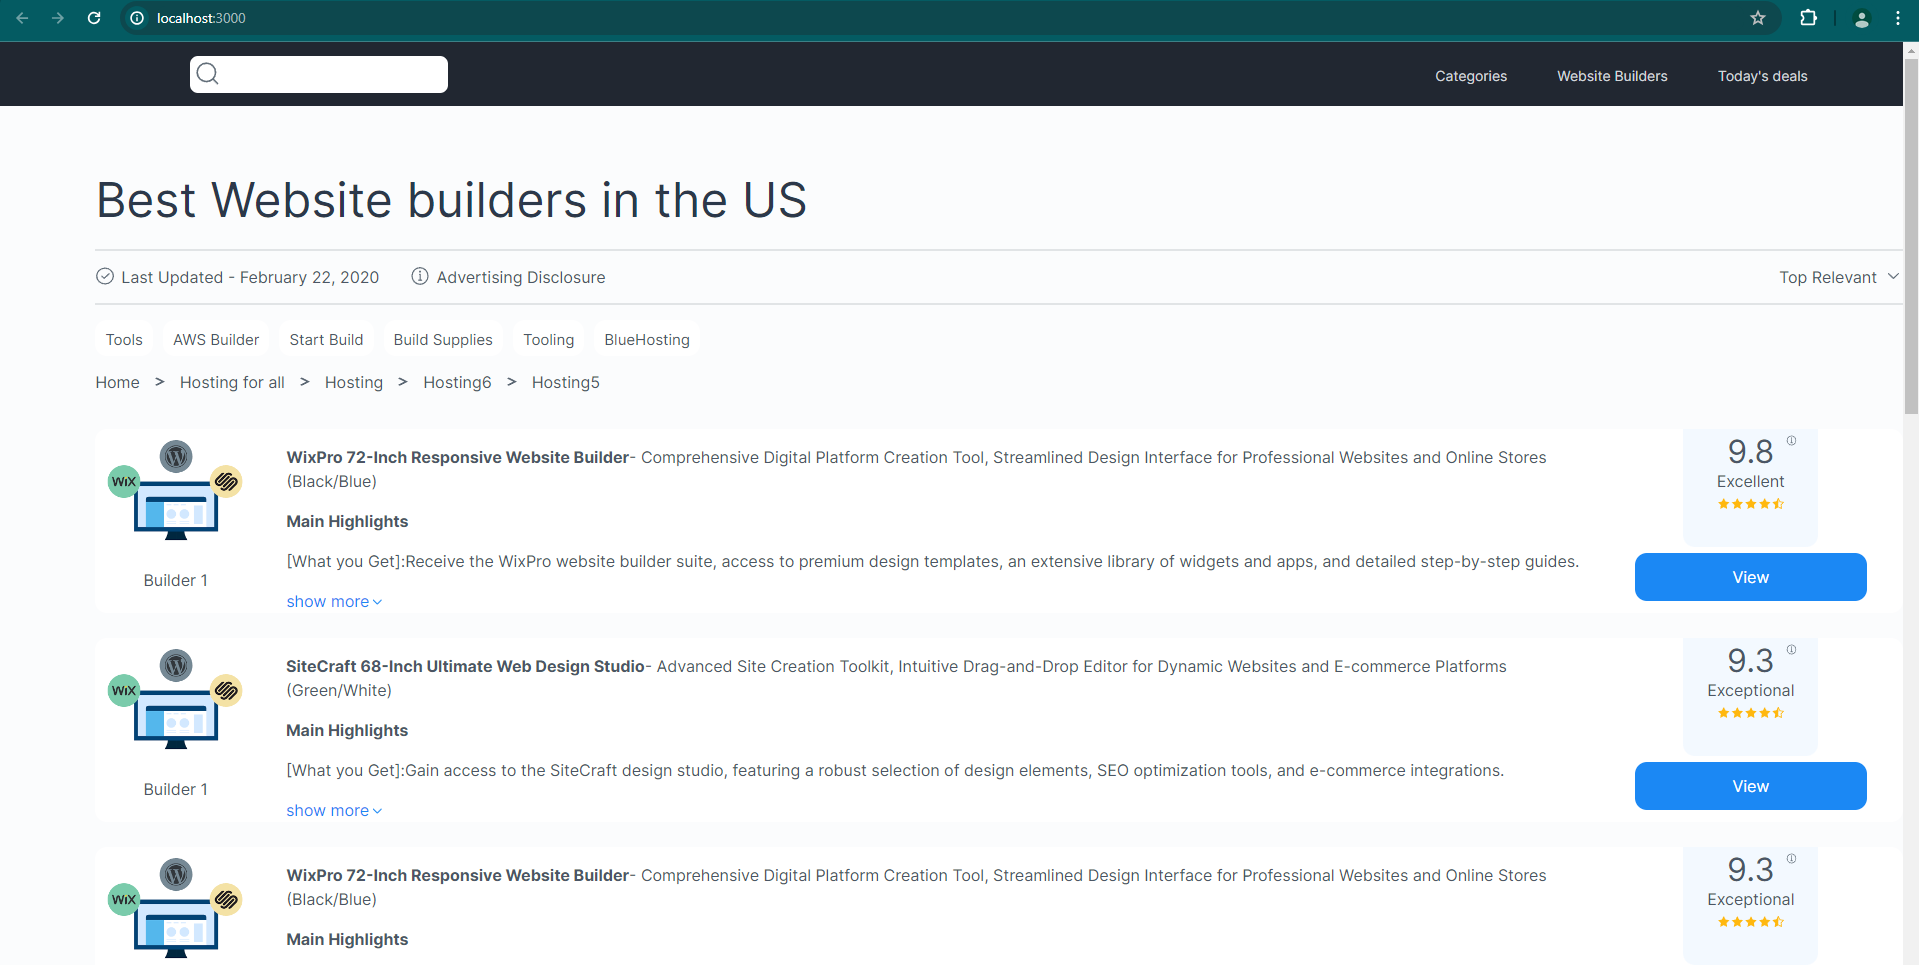 localhost:3000
Categories Website Builders Today's deals
Best Website builders in the US
Last Updated - February 22, 2020 Advertising Disclosure Top Relevant
Tools AWS Builder Start Build Build Supplies Tooling BlueHosting
Home > Hosting for all > Hosting > Hosting6 > Hosting5
WiX
Builder 1
WixPro 72-Inch Responsive Website Builder- Comprehensive Digital Platform Creation Tool, Streamlined Design Interface for Professional Websites and Online Stores
(Black/Blue)
Main Highlights
[What you Get]:Receive the WixPro website builder suite, access to premium design templates, an extensive library of widgets and apps, and detailed step-by-step guides.
show more
9.8
Excellent
View
WiX
Builder 1
SiteCraft 68-Inch Ultimate Web Design Studio- Advanced Site Creation Toolkit, Intuitive Drag-and-Drop Editor for Dynamic Websites and E-commerce Platforms
(Green/White)
Main Highlights
[What you Get]:Gain access to the SiteCraft design studio, featuring a robust selection of design elements, SEO optimization tools, and e-commerce integrations.
show more
9.3
Exceptional
View
WiX
WixPro 72-Inch Responsive Website Builder- Comprehensive Digital Platform Creation Tool, Streamlined Design Interface for Professional Websites and Online Stores
(Black/Blue)
Main Highlights
9.3
Exceptional